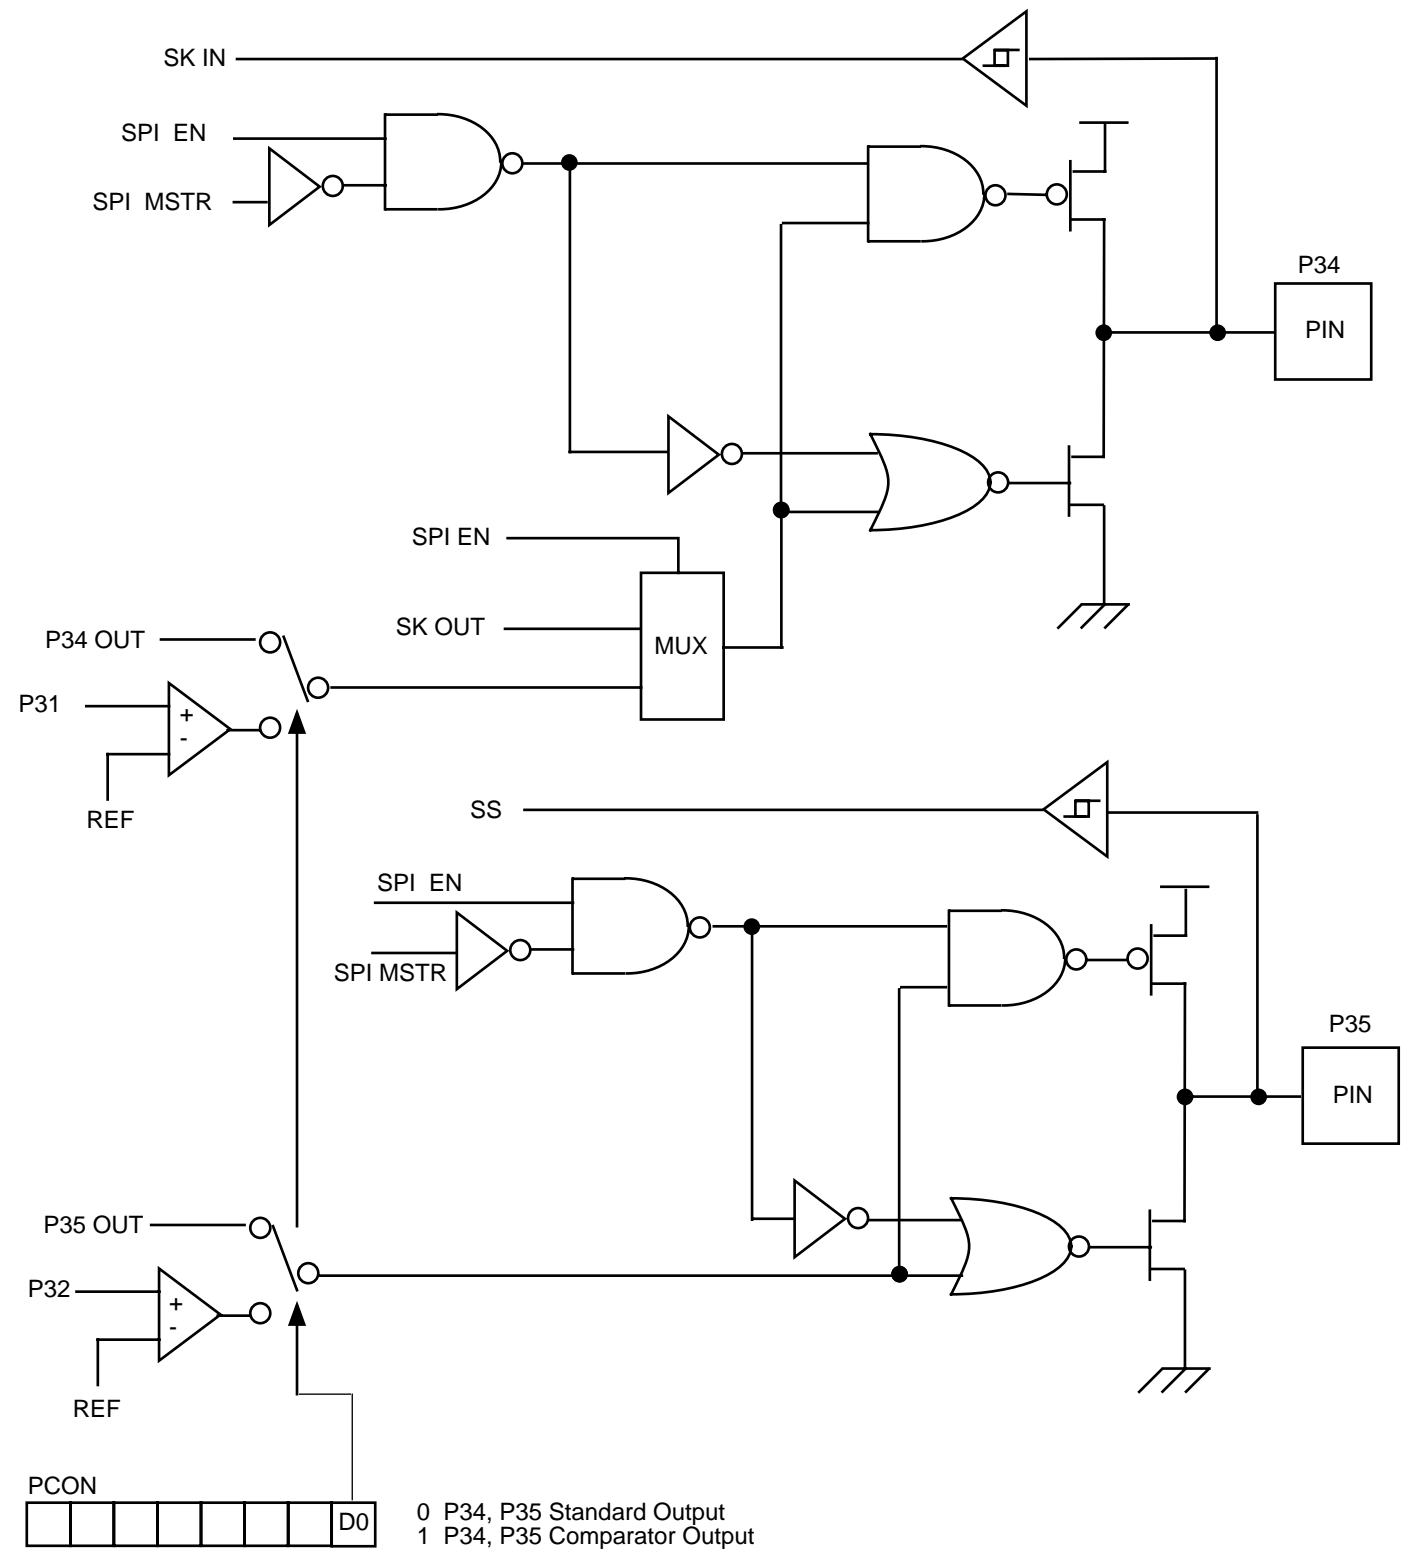 SK IN
SPI EN
SPI MSTR
P34
PIN
SPI EN
SK OUT
P34 OUT
MUX
P31
+
-
REF
SS
SPI EN
SPI MSTR
P35
PIN
P35 OUT
P32
+
-
REF
PCON
D0
0 P34, P35 Standard Output
1 P34, P35 Comparator Output